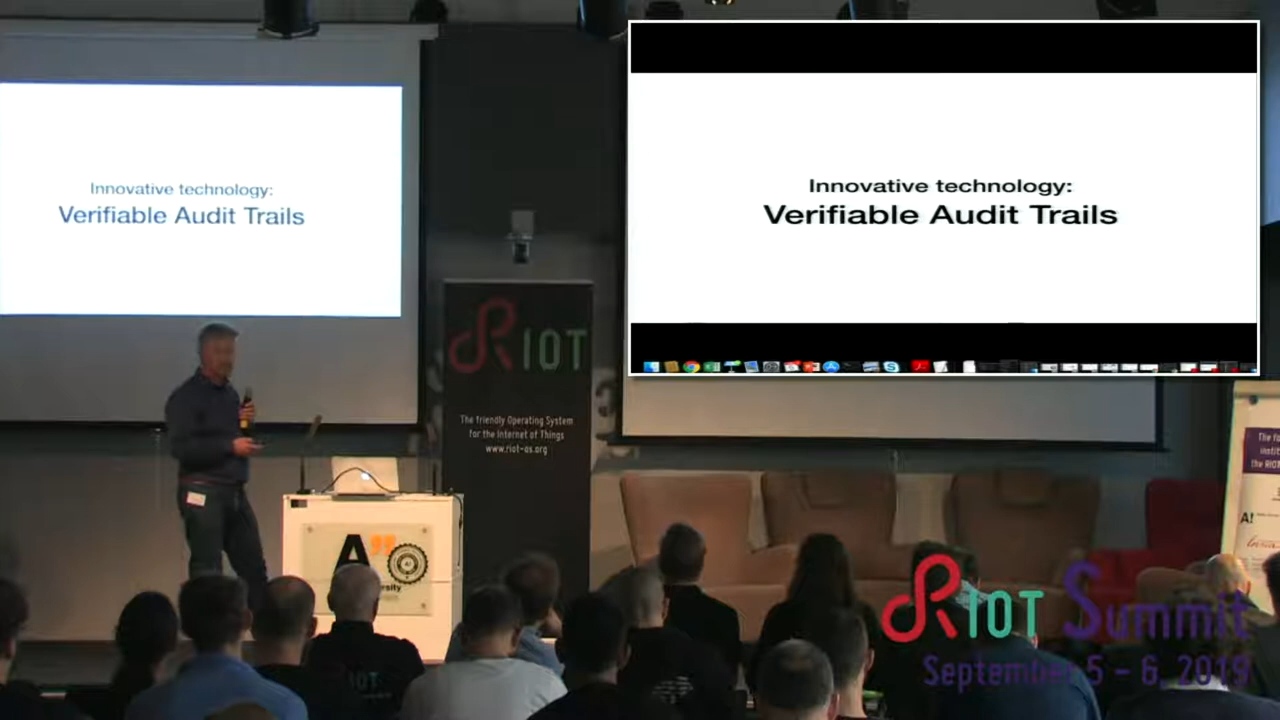 Innovative technology:
Verifiable Audit Trails
Innovative technology:
Verifiable Audit Trails
RIOT
The friendly Operating System
for the Internet of Things
www.riot-os.org
A"
RIOT Summit
September 5 - 6, 2019
IOT
A!